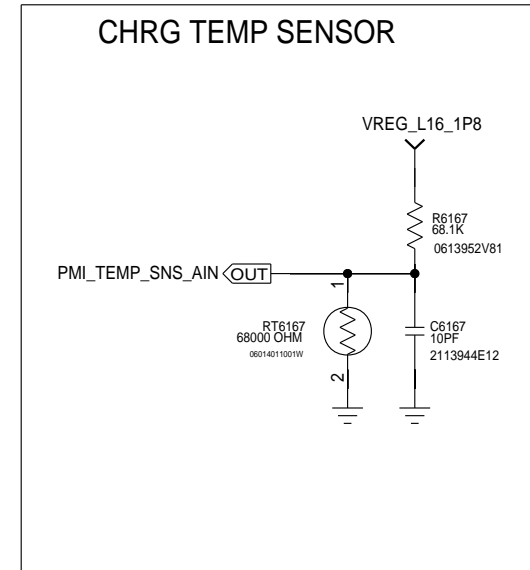 CHRG TEMP SENSOR
VREG_L16_1P8
R6167
68.1K
0613952V81
PMI_TEMP_SNS_AIN OUT
1
RT6167
68000 OHM
06014011001W
2
C6167
10PF
2113944E12